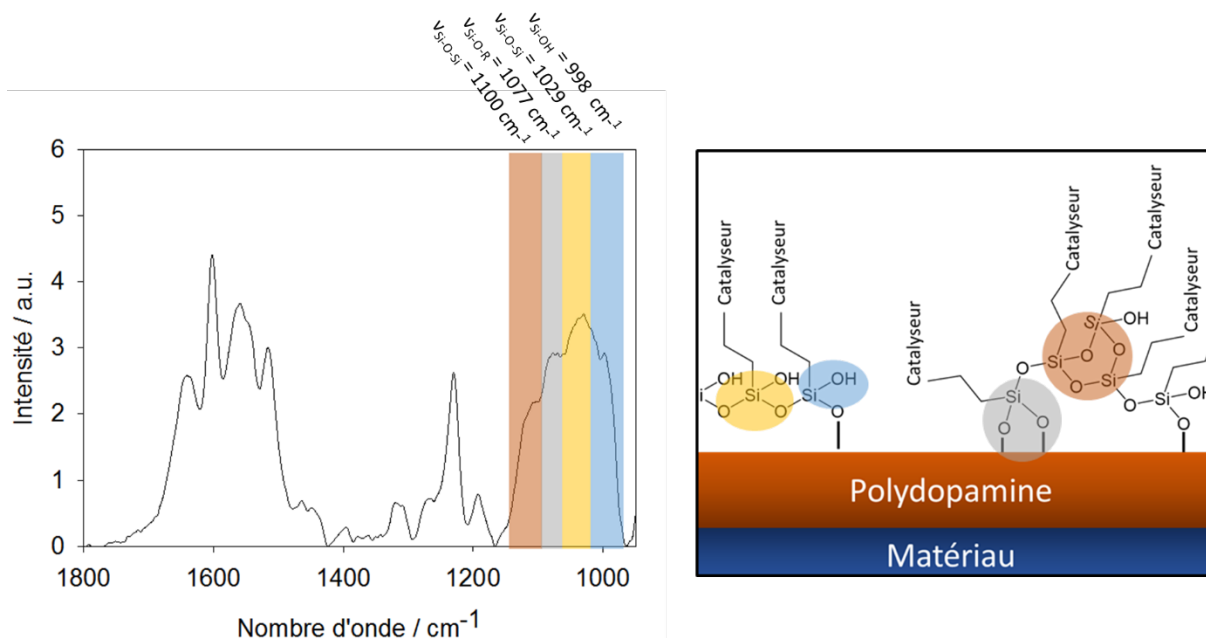 νSi-O-Si = 1100 cm-1
νSi-O-R = 1077 cm-1
νSi-O-Si = 1029 cm-1
νSi-OH = 998 cm-1
6
5
4
3
2
1
0
Intensité / a.u.
1800
1600
1400
1200
1000
Nombre d'onde / cm-1
Catalyseur
Catalyseur
Catalyseur
Catalyseur
Catalyseur
Catalyseur
OH
OH
OH
i
Si
Si
O
O
O
Si
O
O
O
Si
O
Si
OH
O
O
Si
O
Si
OH
O
Polydopamine
Matériau